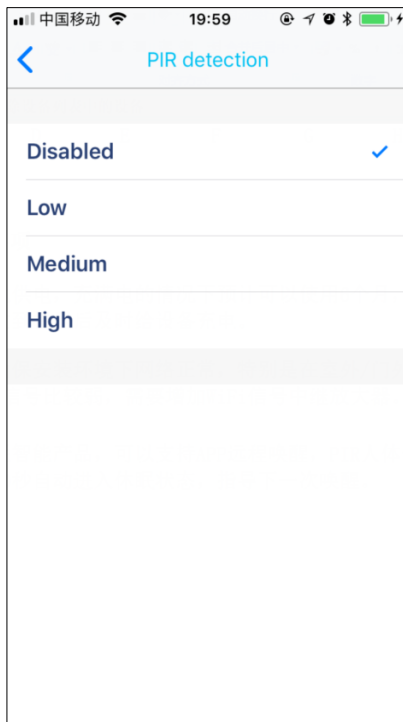 中国移动 19:59
PIR detection
Disabled
Low
Medium
High